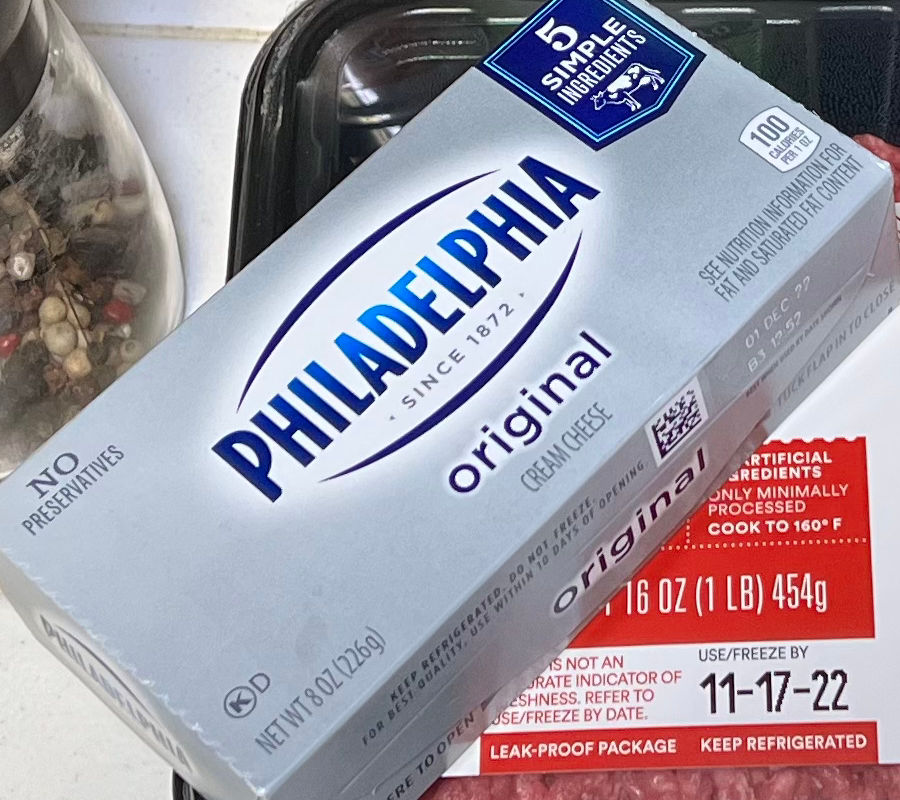 5
SIMPLE
INGREDIENTS
100
CALORIES
PER 1 OZ
SEE NUTRITION INFORMATION FOR
FAT AND SATURATED FAT CONTENT
PHILADELPHIA
SINCE 1872
original
CREAM CHEESE
NO
PRESERVATIVES
K D
NET WT 8 OZ (226g)
01 DEC
B3
TUCK FLAP IN TO CLOSE
KEEP REFRIGERATED. DO NOT FREEZE.
FOR BEST QUALITY, USE WITHIN 10 DAYS OF OPENING.
original
TO OPEN
PHILADELPHIA
ARTIFICIAL
ONLY MINIMALLY
PROCESSED
COOK TO 160° F
16 OZ (1 LB) 454g
IS NOT AN
INDICATOR OF
REFER TO
USE/FREEZE BY DATE.
USE/FREEZE BY
11-17-22
LEAK-PROOF PACKAGE KEEP REFRIGERATED